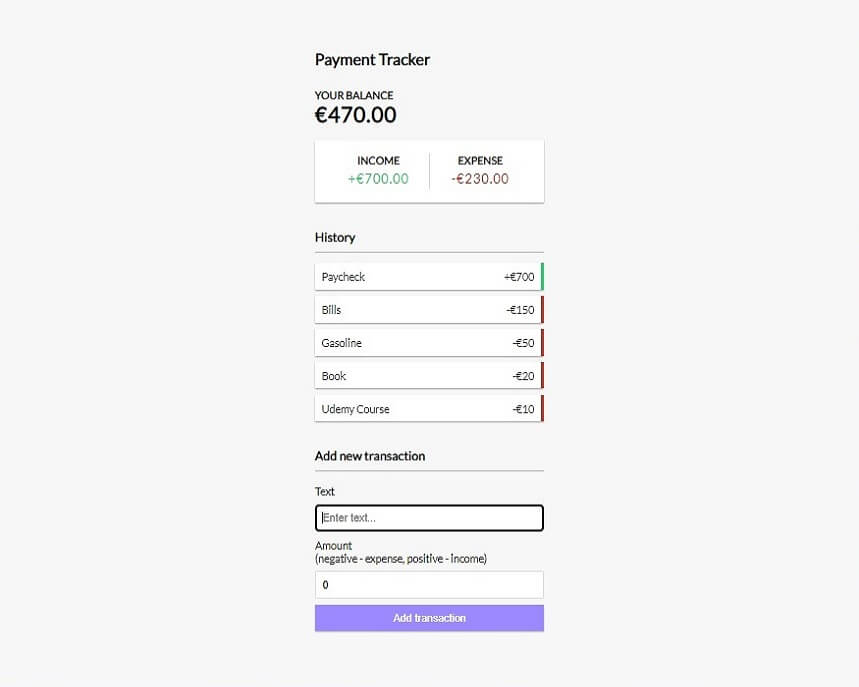 Payment Tracker
YOUR BALANCE
€470.00
INCOME EXPENSE
+€700.00 -€230.00
History
Paycheck +€700
Bills -€150
Gasoline -€50
Book -€20
Udemy Course -€10
Add new transaction
Text
Enter text...
Amount
(negative - expense, positive - income)
0
Add transaction